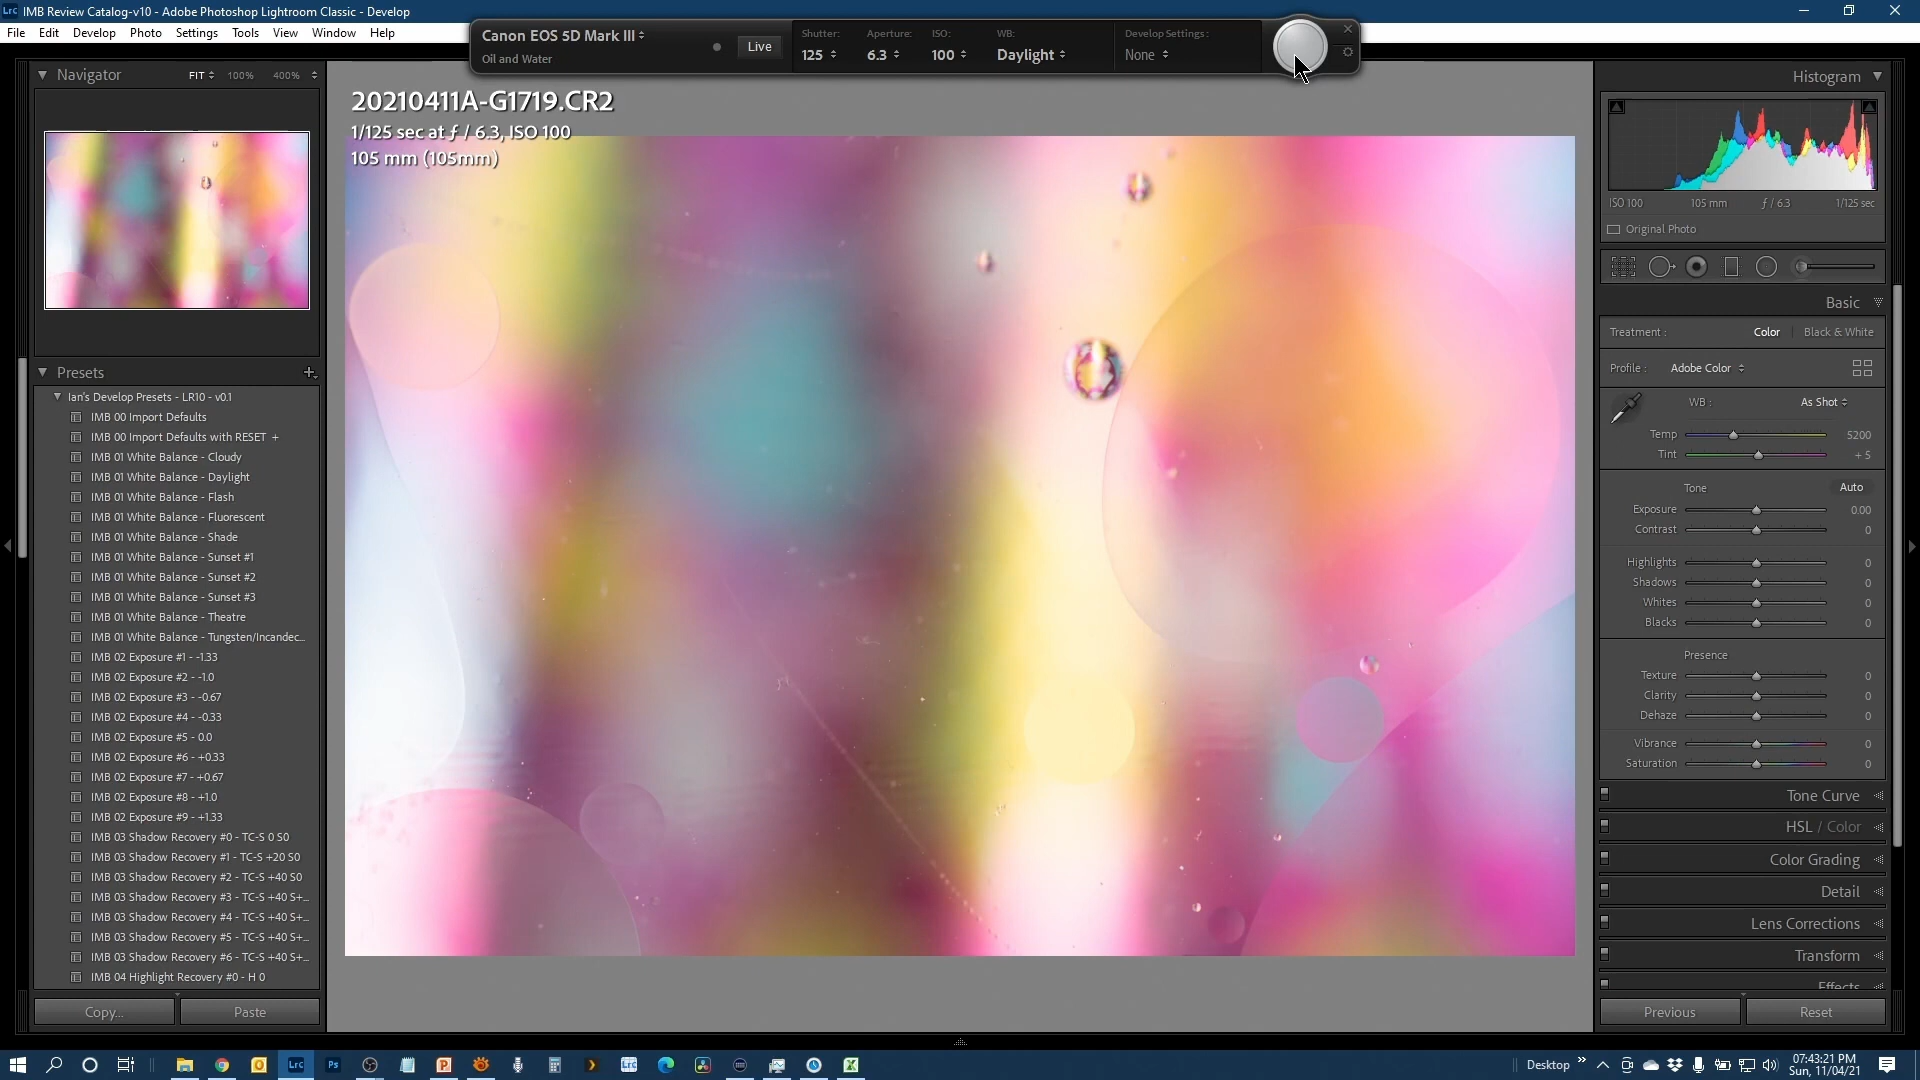 Lrc IMB Review Catalog-v10 - Adobe Photoshop Lightroom Classic - Develop
File Edit Develop Photo Settings Tools View Window Help
Canon EOS 5D Mark III
Oil and Water
Live
Shutter: Aperture: ISO: WB: Develop Settings:
125 6.3 100 Daylight None
Navigator FIT 100% 400%
20210411A-G1719.CR2
1/125 sec at ƒ / 6.3, ISO 100
105 mm (105mm)
Presets
Ian's Develop Presets - LR10 - v0.1
IMB 00 Import Defaults
IMB 00 Import Defaults with RESET +
IMB 01 White Balance - Cloudy
IMB 01 White Balance - Daylight
IMB 01 White Balance - Flash
IMB 01 White Balance - Fluorescent
IMB 01 White Balance - Shade
IMB 01 White Balance - Sunset #1
IMB 01 White Balance - Sunset #2
IMB 01 White Balance - Sunset #3
IMB 01 White Balance - Theatre
IMB 01 White Balance - Tungsten/Incandec...
IMB 02 Exposure #1 - -1.33
IMB 02 Exposure #2 - -1.0
IMB 02 Exposure #3 - -0.67
IMB 02 Exposure #4 - -0.33
IMB 02 Exposure #5 - 0.0
IMB 02 Exposure #6 - +0.33
IMB 02 Exposure #7 - +0.67
IMB 02 Exposure #8 - +1.0
IMB 02 Exposure #9 - +1.33
IMB 03 Shadow Recovery #0 - TC-S 0 S0
IMB 03 Shadow Recovery #1 - TC-S +20 S0
IMB 03 Shadow Recovery #2 - TC-S +40 S0
IMB 03 Shadow Recovery #3 - TC-S +40 S+...
IMB 03 Shadow Recovery #4 - TC-S +40 S+...
IMB 03 Shadow Recovery #5 - TC-S +40 S+...
IMB 03 Shadow Recovery #6 - TC-S +40 S+...
IMB 04 Highlight Recovery #0 - H 0
Copy... Paste
Histogram
ISO 100 105 mm ƒ / 6.3 1/125 sec
Original Photo
Basic
Treatment : Color Black & White
Profile : Adobe Color
WB : As Shot
Temp 5200
Tint + 5
Tone Auto
Exposure 0.00
Contrast 0
Highlights 0
Shadows 0
Whites 0
Blacks 0
Presence
Texture 0
Clarity 0
Dehaze 0
Vibrance 0
Saturation 0
Tone Curve
HSL / Color
Color Grading
Detail
Lens Corrections
Transform
Effects
Previous Reset
LrC Ps LrC
Desktop
07:43:21 PM
Sun, 11/04/21